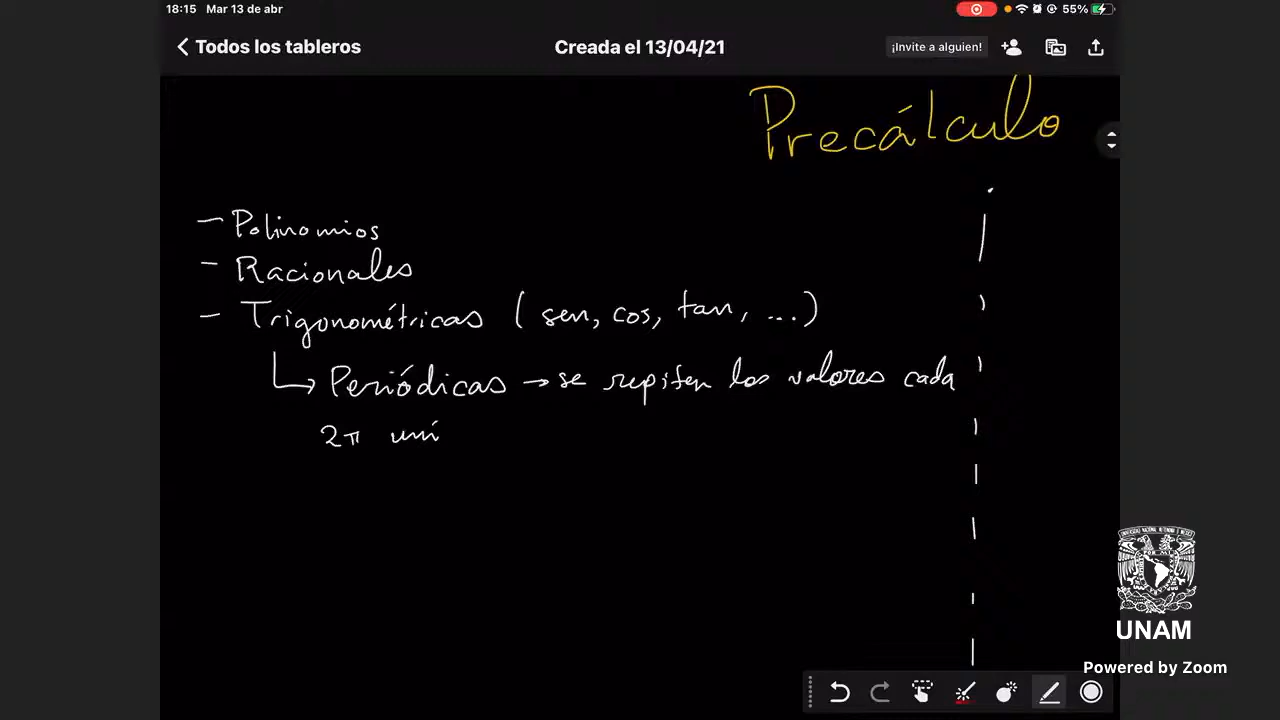 18:15 Mar 13 de abr 55%
Todos los tableros
Creada el 13/04/21
¡Invite a alguien!
Precálculo
- Polinomios
- Racionales
- Trigonométricas (sen, cos, tan, ...)
Periódicas → se repiten los valores cada
2π uni
UNAM
Powered by Zoom